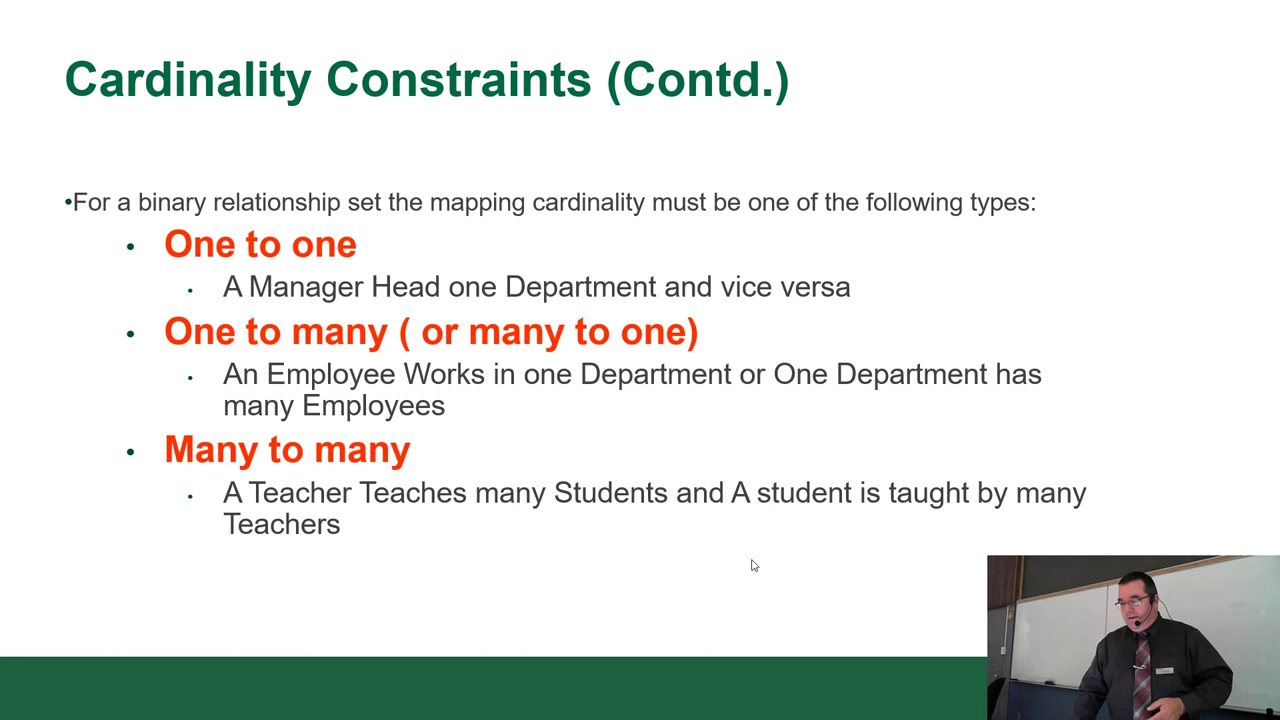 Cardinality Constraints (Contd.)
•For a binary relationship set the mapping cardinality must be one of the following types:
• One to one
• A Manager Head one Department and vice versa
• One to many ( or many to one)
• An Employee Works in one Department or One Department has
many Employees
• Many to many
• A Teacher Teaches many Students and A student is taught by many
Teachers